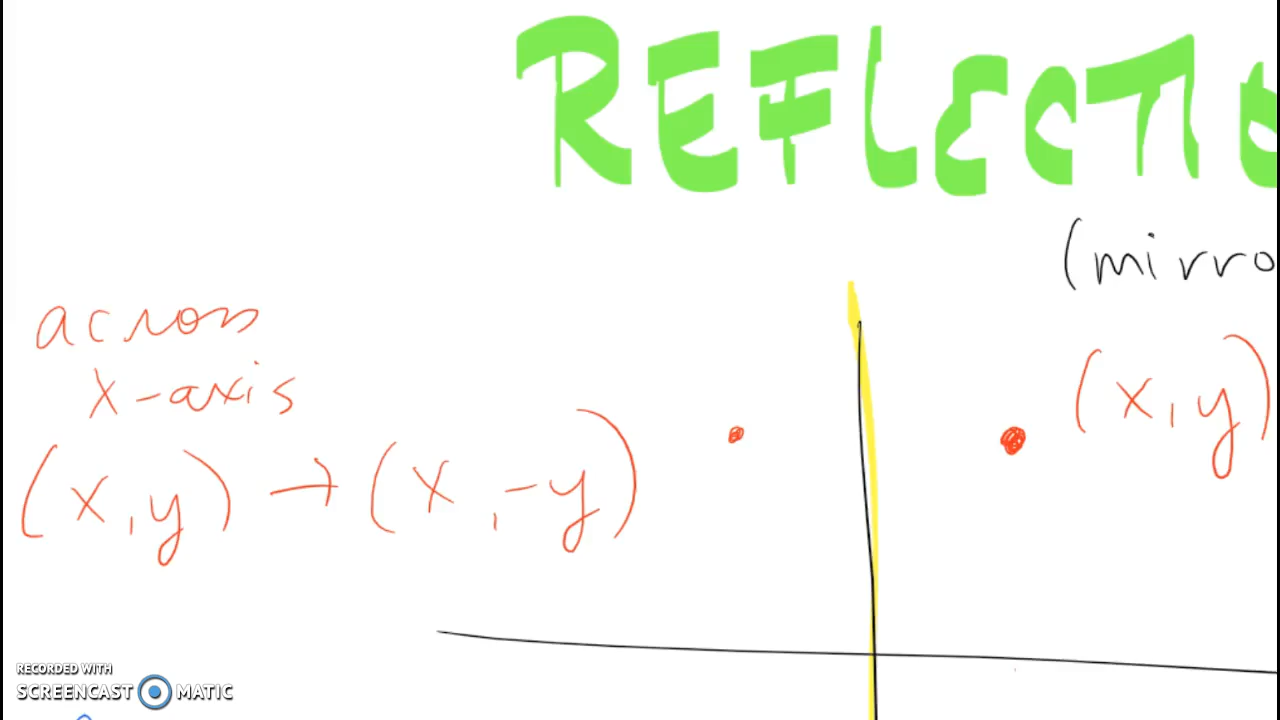 REFLECTIO
(mirro
across
x-axis
(x,y) → (x,-y)
(x,y)
RECORDED WITH
SCREENCAST MATIC